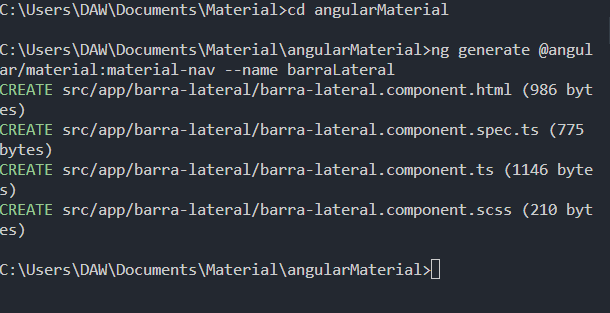 C:\Users\DAW\Documents\Material>cd angularMaterial
C:\Users\DAW\Documents\Material\angularMaterial>ng generate @angul
ar/material:material-nav --name barraLateral
CREATE src/app/barra-lateral/barra-lateral.component.html (986 byt
es)
CREATE src/app/barra-lateral/barra-lateral.component.spec.ts (775
bytes)
CREATE src/app/barra-lateral/barra-lateral.component.ts (1146 byte
s)
CREATE src/app/barra-lateral/barra-lateral.component.scss (210 byt
es)
C:\Users\DAW\Documents\Material\angularMaterial>